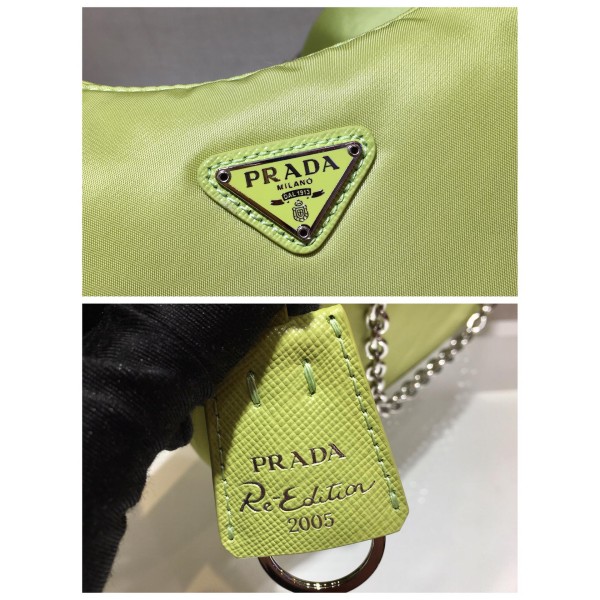 PRADA
MILANO
DAL 1913
PRADA
Re-Edition
2005